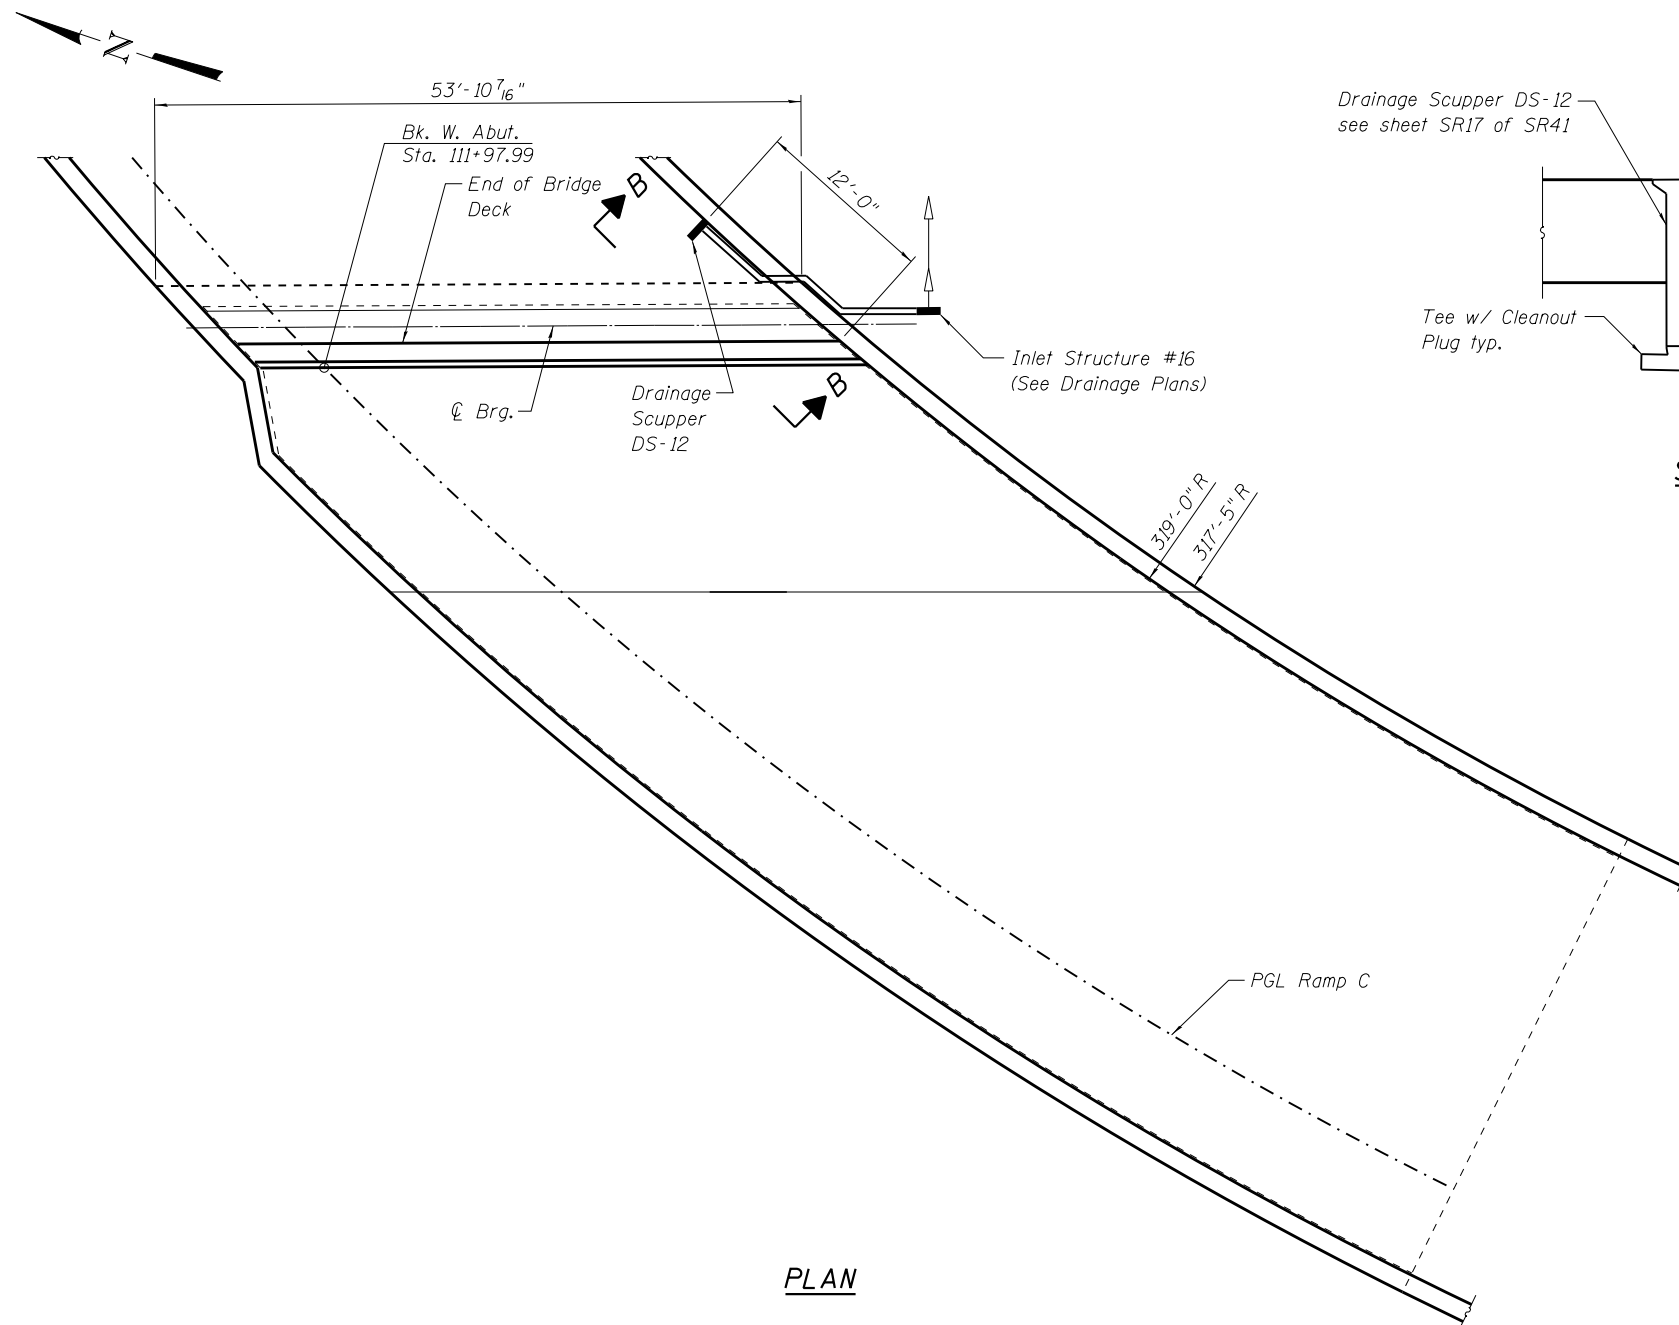 N
53'-10 7/16"
Bk. W. Abut.
Sta. 111+97.99
End of Bridge
Deck
B
12'-0"
Drainage Scupper DS-12
see sheet SR17 of SR41
Tee w/ Cleanout
Plug typ.
Inlet Structure #16
(See Drainage Plans)
B
℄ Brg.
Drainage
Scupper
DS-12
319'-0" R
317'-5" R
PGL Ramp C
PLAN